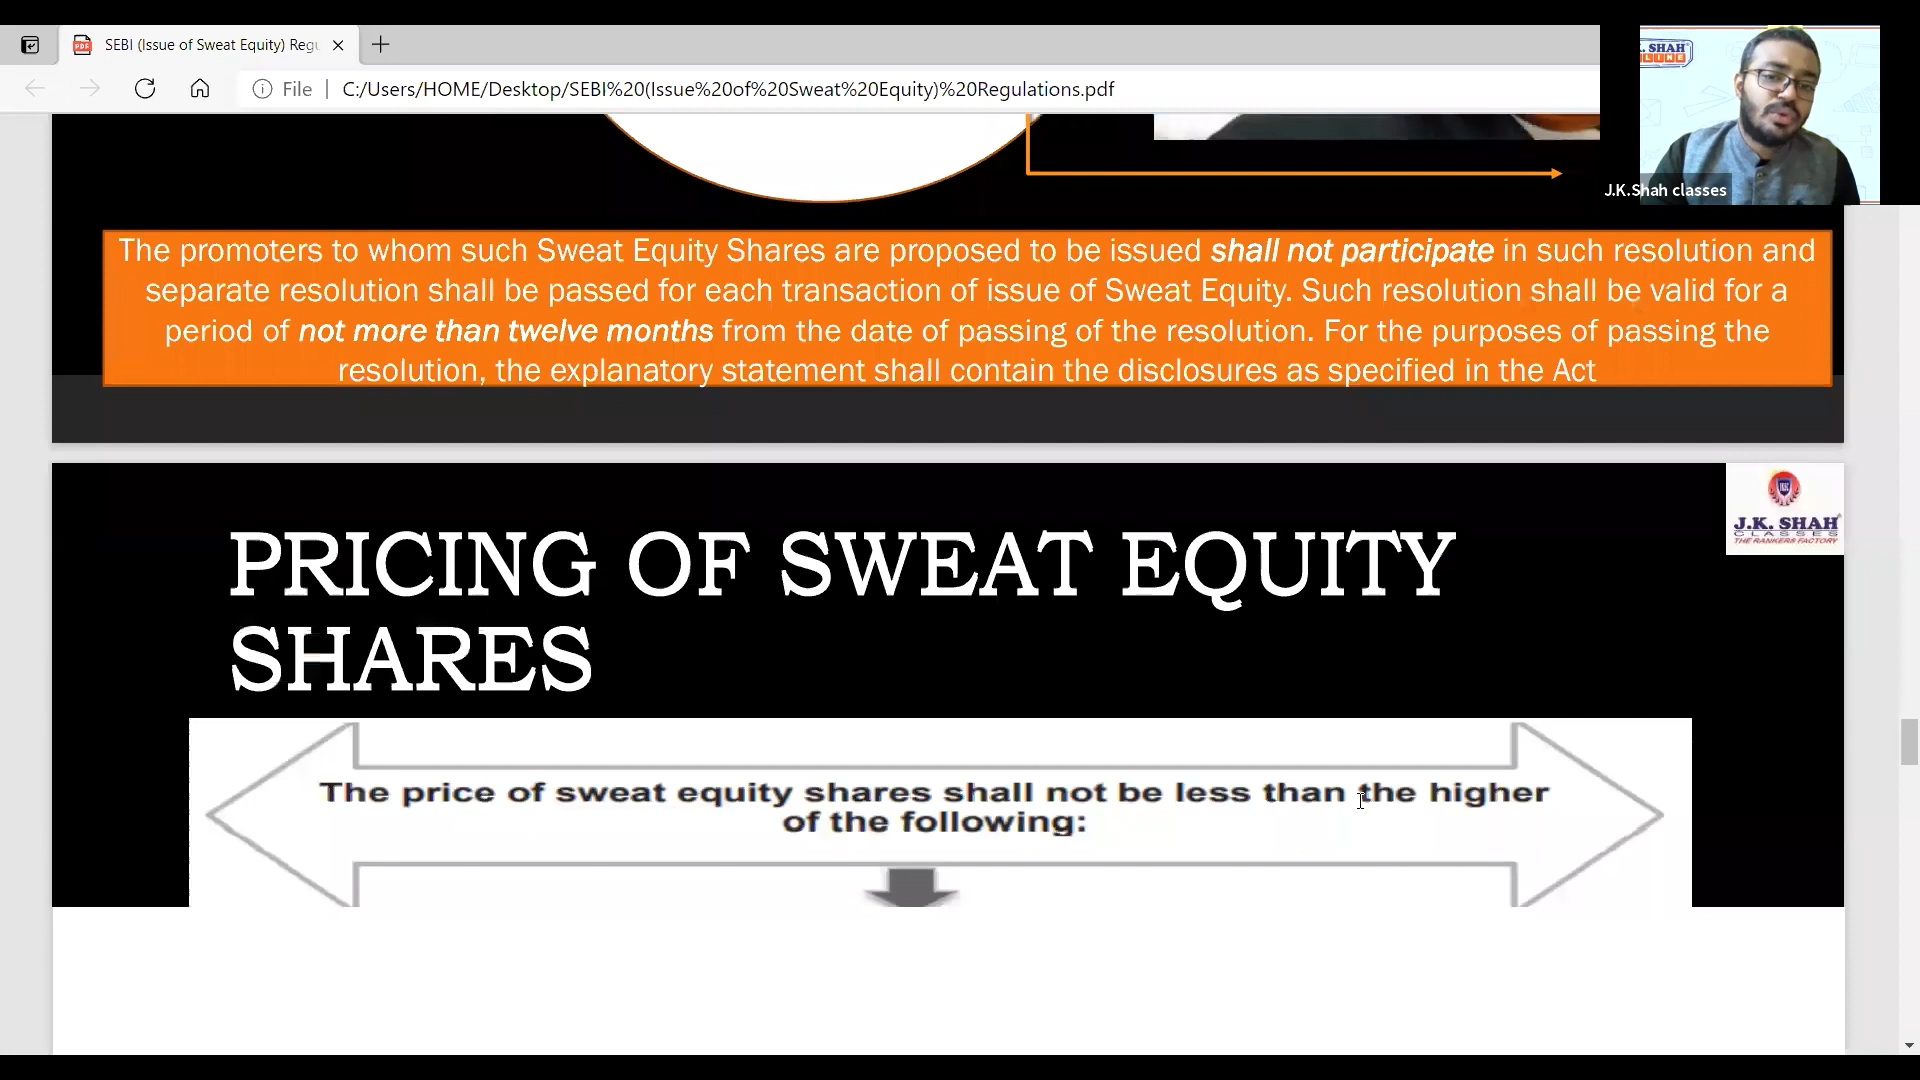 SEBI (Issue of Sweat Equity) Regu
File
C:/Users/HOME/Desktop/SEBI%20(Issue%20of%20Sweat%20Equity)%20Regulations.pdf
. SHAH
LINE
J.K.Shah classes
The promoters to whom such Sweat Equity Shares are proposed to be issued shall not participate in such resolution and
separate resolution shall be passed for each transaction of issue of Sweat Equity. Such resolution shall be valid for a
period of not more than twelve months from the date of passing of the resolution. For the purposes of passing the
resolution, the explanatory statement shall contain the disclosures as specified in the Act
J.K. SHAH
CLASSES
THE RANKERS FACTORY
PRICING OF SWEAT EQUITY
SHARES
The price of sweat equity shares shall not be less than the higher
of the following: